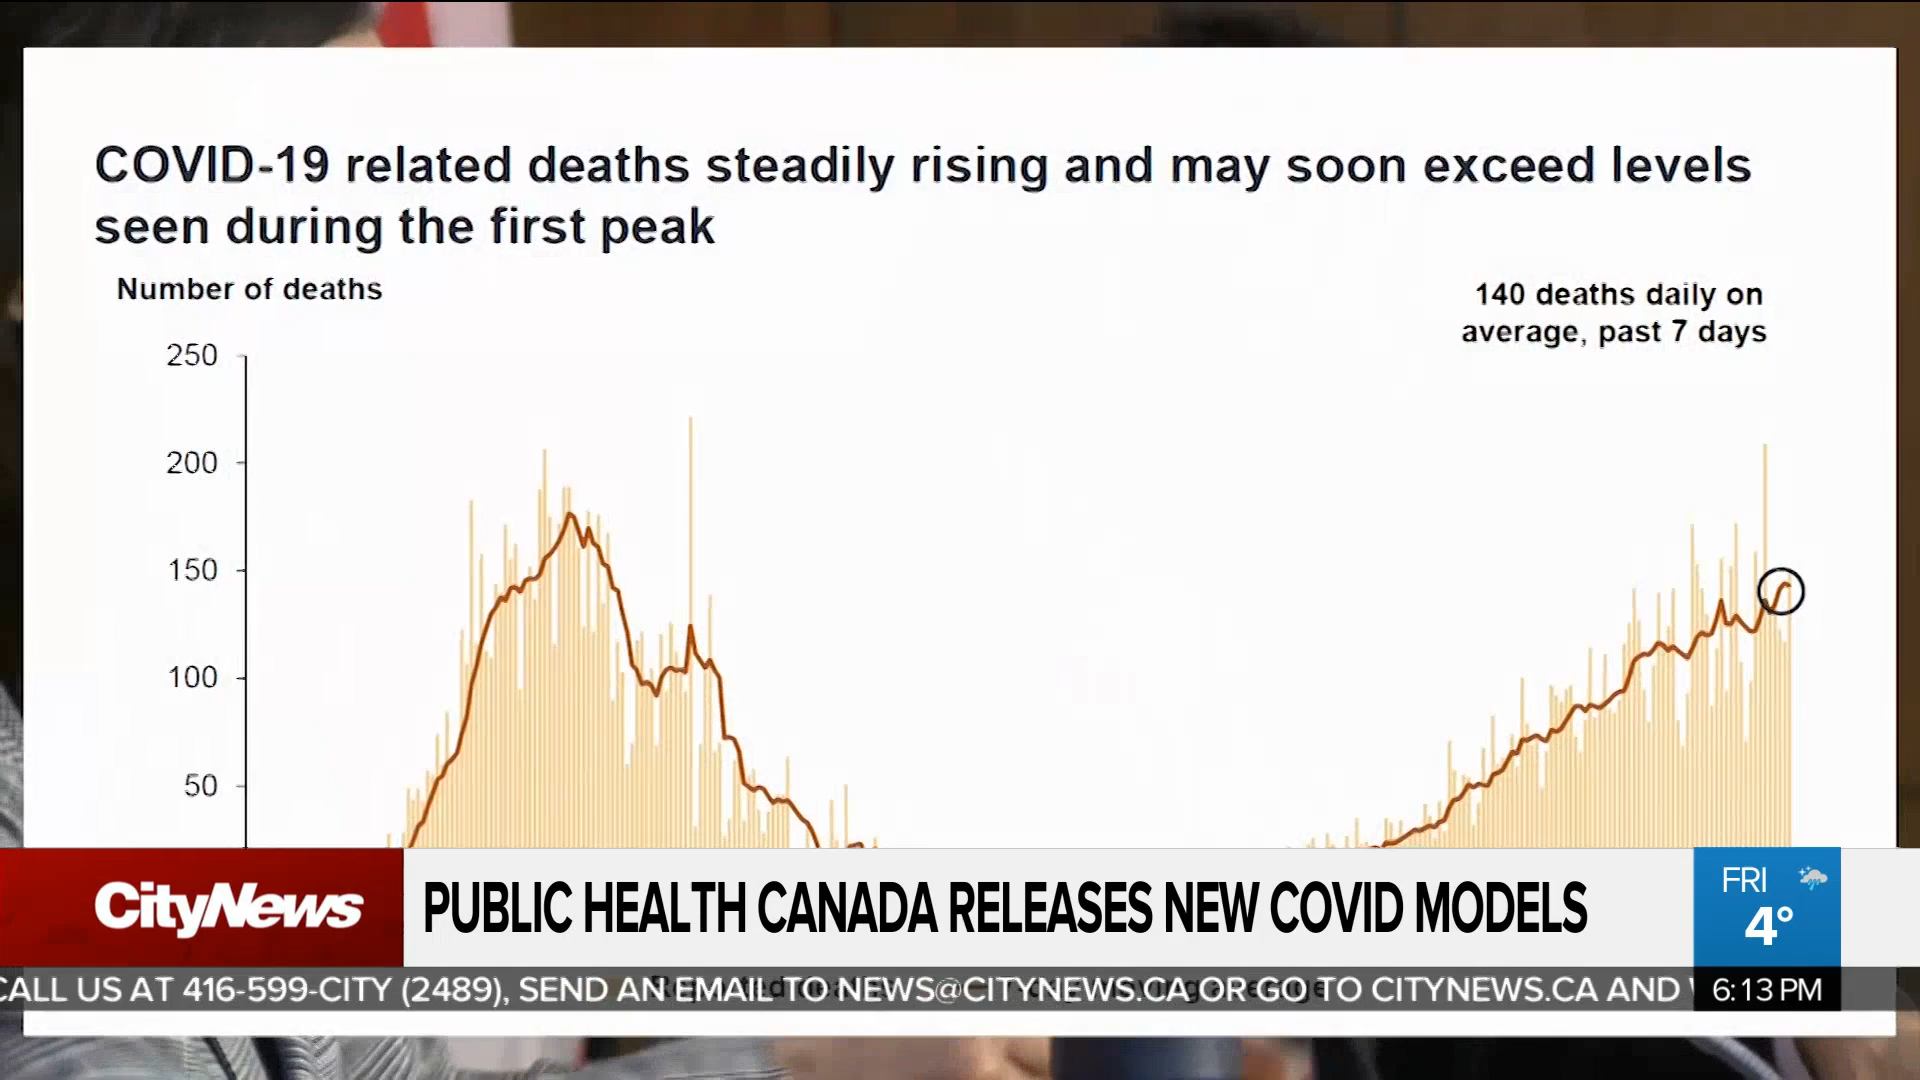 COVID-19 related deaths steadily rising and may soon exceed levels
seen during the first peak
Number of deaths
140 deaths daily on
average, past 7 days
250
200
150
100
50
CityNews
PUBLIC HEALTH CANADA RELEASES NEW COVID MODELS
FRI
4°
CALL US AT 416-599-CITY (2489), SEND AN EMAIL TO NEWS@CITYNEWS.CA OR GO TO CITYNEWS.CA AND
6:13 PM